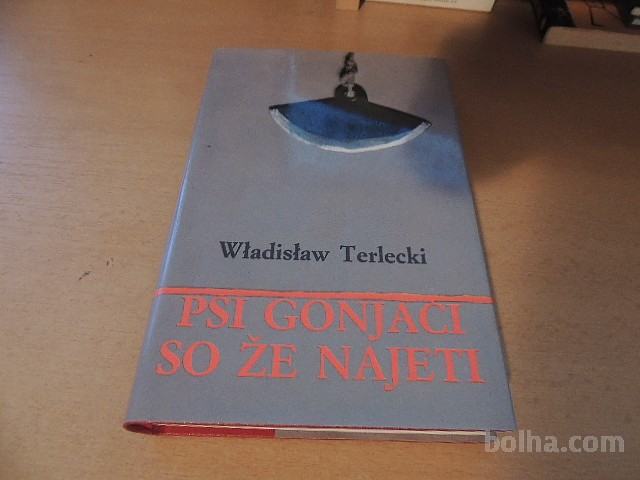 Władisław Terlecki
PSI GONJAČI
SO ŽE NAJETI
bolha.com